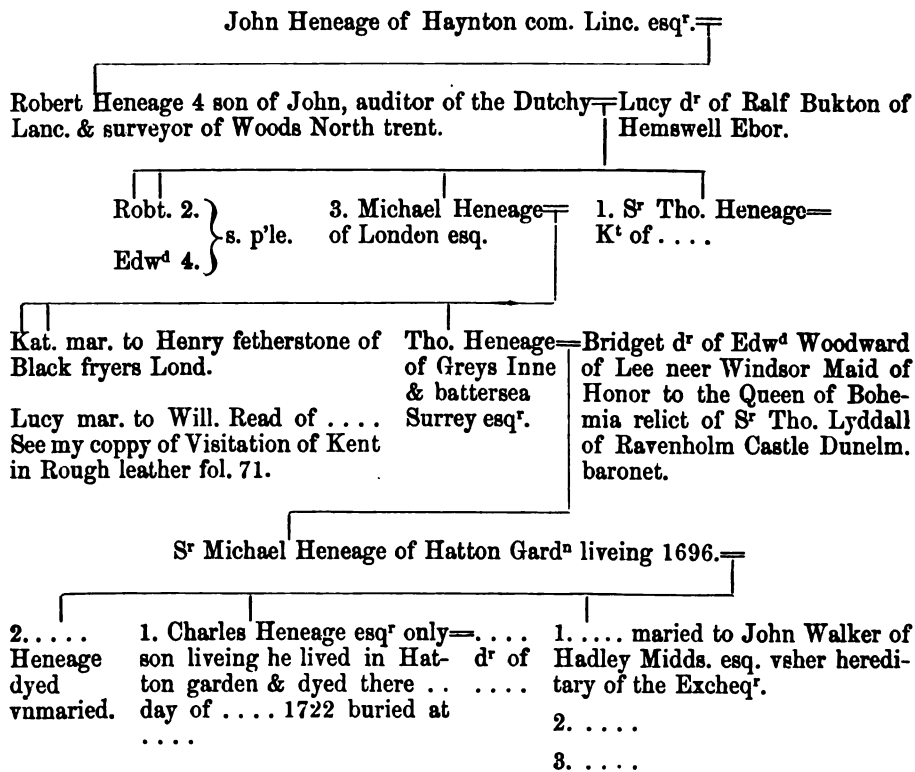 John Heneage of Haynton com. Linc. esqʳ.
Robert Heneage 4 son of John, auditor of the Dutchy
Lanc. & surveyor of Woods North trent.
Lucy dʳ of Ralf Bukton of
Hemswell Ebor.
Robt. 2.
Edwᵈ 4.
s. p'le.
3. Michael Heneage
of London esq.
1. Sʳ Tho. Heneage
Kᵗ of . . . .
Kat. mar. to Henry fetherstone of
Black fryers Lond.
Lucy mar. to Will. Read of . . . .
See my coppy of Visitation of Kent
in Rough leather fol. 71.
Tho. Heneage
of Greys Inne
& battersea
Surrey esqʳ.
Bridget dʳ of Edwᵈ Woodward
of Lee neer Windsor Maid of
Honor to the Queen of Bohe-
mia relict of Sʳ Tho. Lyddall
of Ravenholm Castle Dunelm.
baronet.
Sʳ Michael Heneage of Hatton Gardⁿ liveing 1696.
2. . . . .
Heneage
dyed
vnmaried.
1. Charles Heneage esqʳ only
son liveing he lived in Hat-
ton garden & dyed there . .
day of . . . . 1722 buried at
. . . .
. . . .
dʳ of
. . . .
1. . . . . maried to John Walker of
Hadley Midds. esq. vsher heredi-
tary of the Excheqʳ.
2. . . . .
3. . . . .